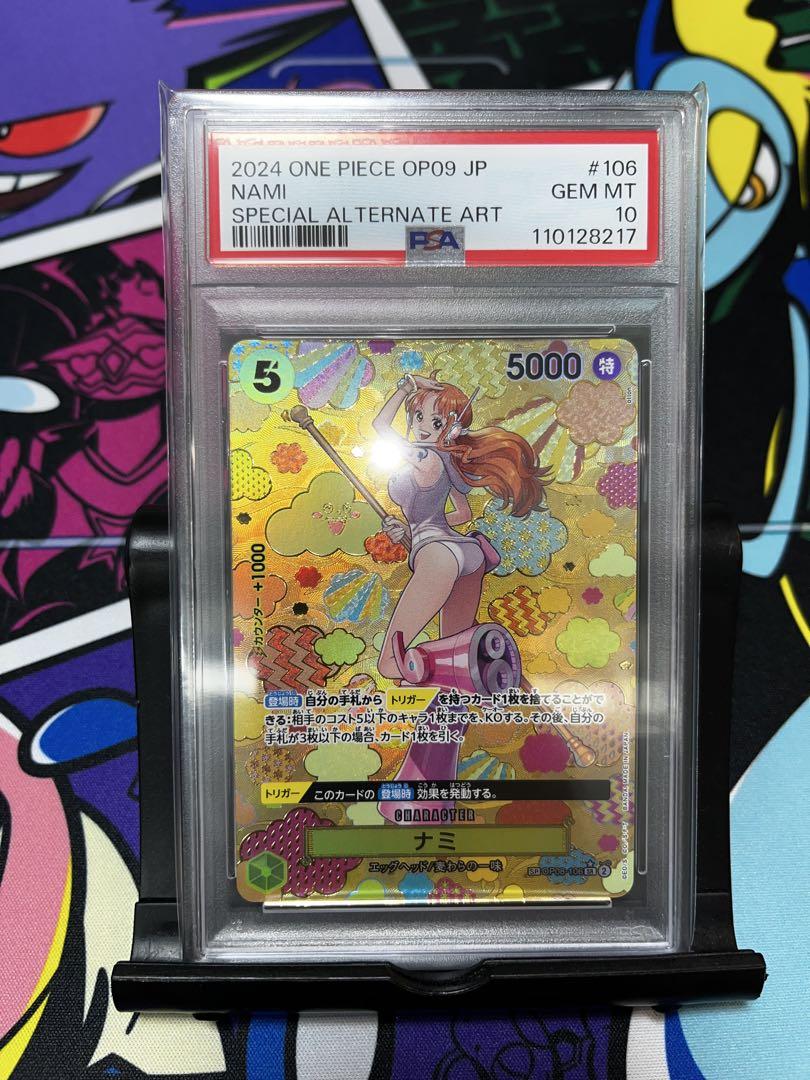 2024 ONE PIECE OP09 JP #106
NAMI GEM MT
SPECIAL ALTERNATE ART 10
PSA 110128217
5 5000 特
カウンター +1000
登場時 自分の手札から トリガー を持つカード1枚を捨てることがで
きる:相手のコスト5以下のキャラ1枚までを、KOする。その後、自分の
手札が3枚以下の場合、カード1枚を引く。
トリガー このカードの 登場時 効果を発動する。
CHARACTER
ナミ
エッグヘッド/麦わらの一味
SR 2
BANDAI MADE IN JAPAN